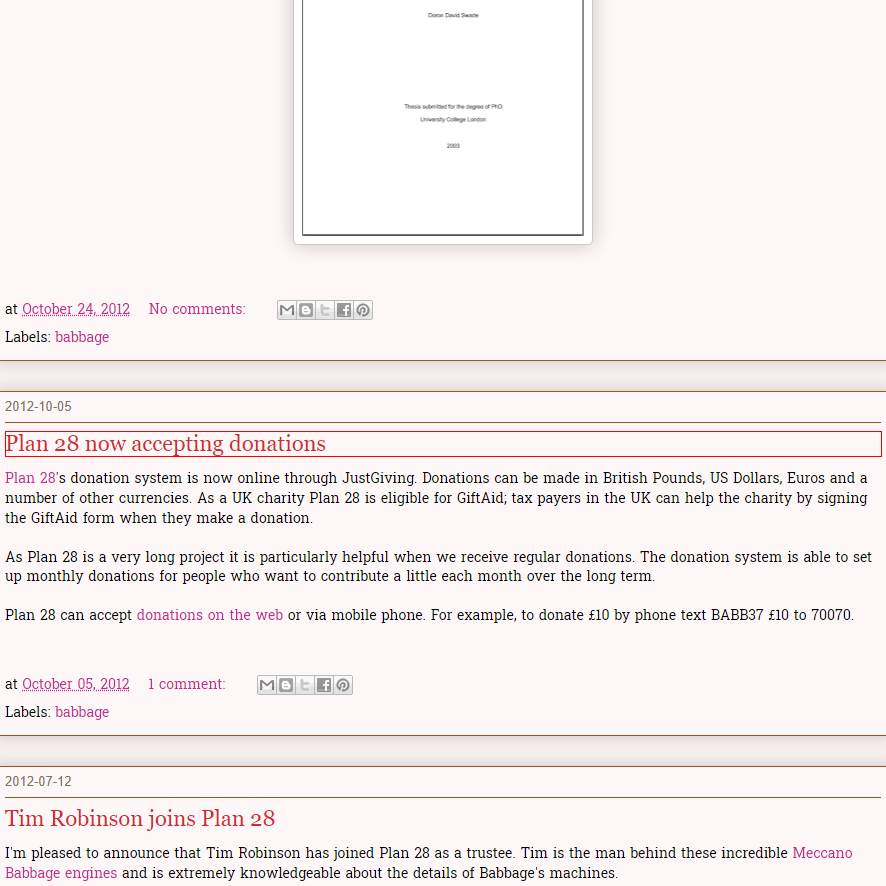 Doron David Swade
Thesis submitted for the degree of PhD
University College London
2003
at October 24, 2012 No comments:
Labels: babbage
2012-10-05
Plan 28 now accepting donations
Plan 28's donation system is now online through JustGiving. Donations can be made in British Pounds, US Dollars, Euros and a
number of other currencies. As a UK charity Plan 28 is eligible for GiftAid; tax payers in the UK can help the charity by signing
the GiftAid form when they make a donation.
As Plan 28 is a very long project it is particularly helpful when we receive regular donations. The donation system is able to set
up monthly donations for people who want to contribute a little each month over the long term.
Plan 28 can accept donations on the web or via mobile phone. For example, to donate £10 by phone text BABB37 £10 to 70070.
at October 05, 2012 1 comment:
Labels: babbage
2012-07-12
Tim Robinson joins Plan 28
I'm pleased to announce that Tim Robinson has joined Plan 28 as a trustee. Tim is the man behind these incredible Meccano
Babbage engines and is extremely knowledgeable about the details of Babbage's machines.